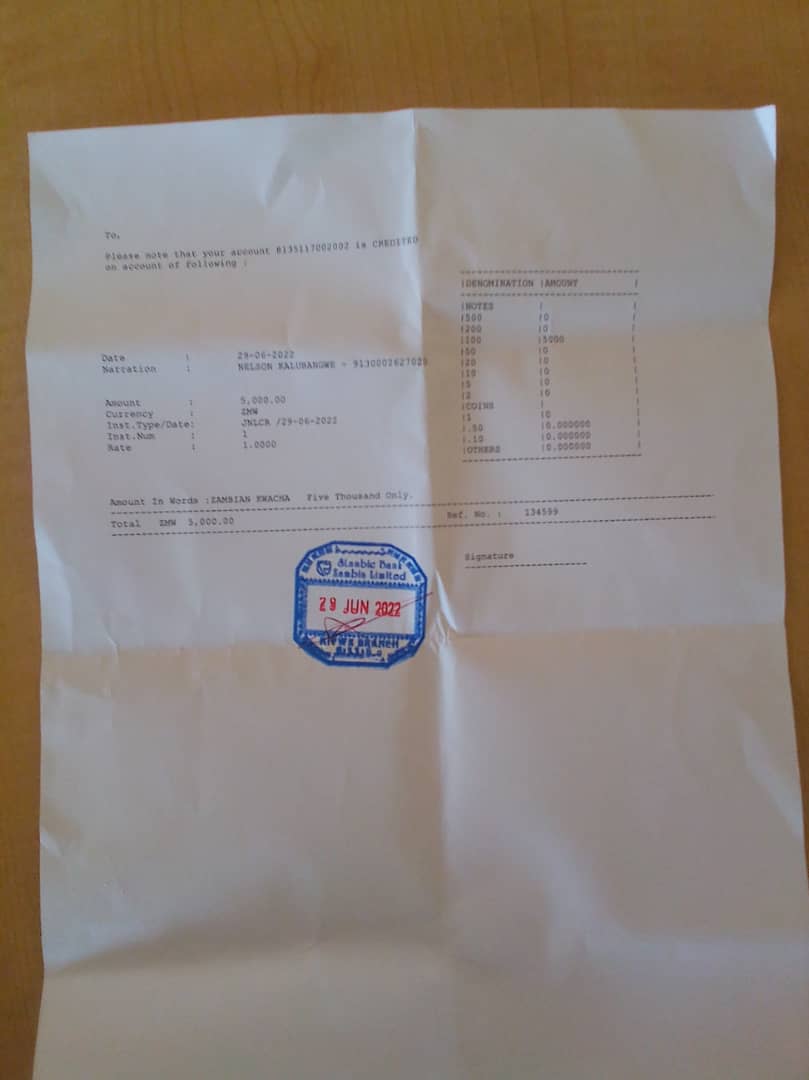 To,
Please note that your account 8135117002002 is CREDITED
on account of following :
|DENOMINATION |AMOUNT |
|NOTES | |
|500 |0 |
|200 |0 |
|100 |5000 |
|50 |0 |
|20 |0 |
|10 |0 |
|5 |0 |
|2 |0 |
|COINS | |
|1 |0 |
|.50 |0.000000 |
|.10 |0.000000 |
|OTHERS |0.000000 |
Date : 29-06-2022
Narration : NELSON KALUBANGWE - 9130002627028
Amount : 5,000.00
Currency : ZMW
Inst.Type/Date: JNLCR /29-06-2022
Inst.Num : 1
Rate : 1.0000
Amount In Words :ZAMBIAN KWACHA Five Thousand Only.
Total ZMW 5,000.00 Ref. No. : 134599
Signature
Stanbic Bank
Zambia Limited
29 JUN 2022
KITWE BRANCH